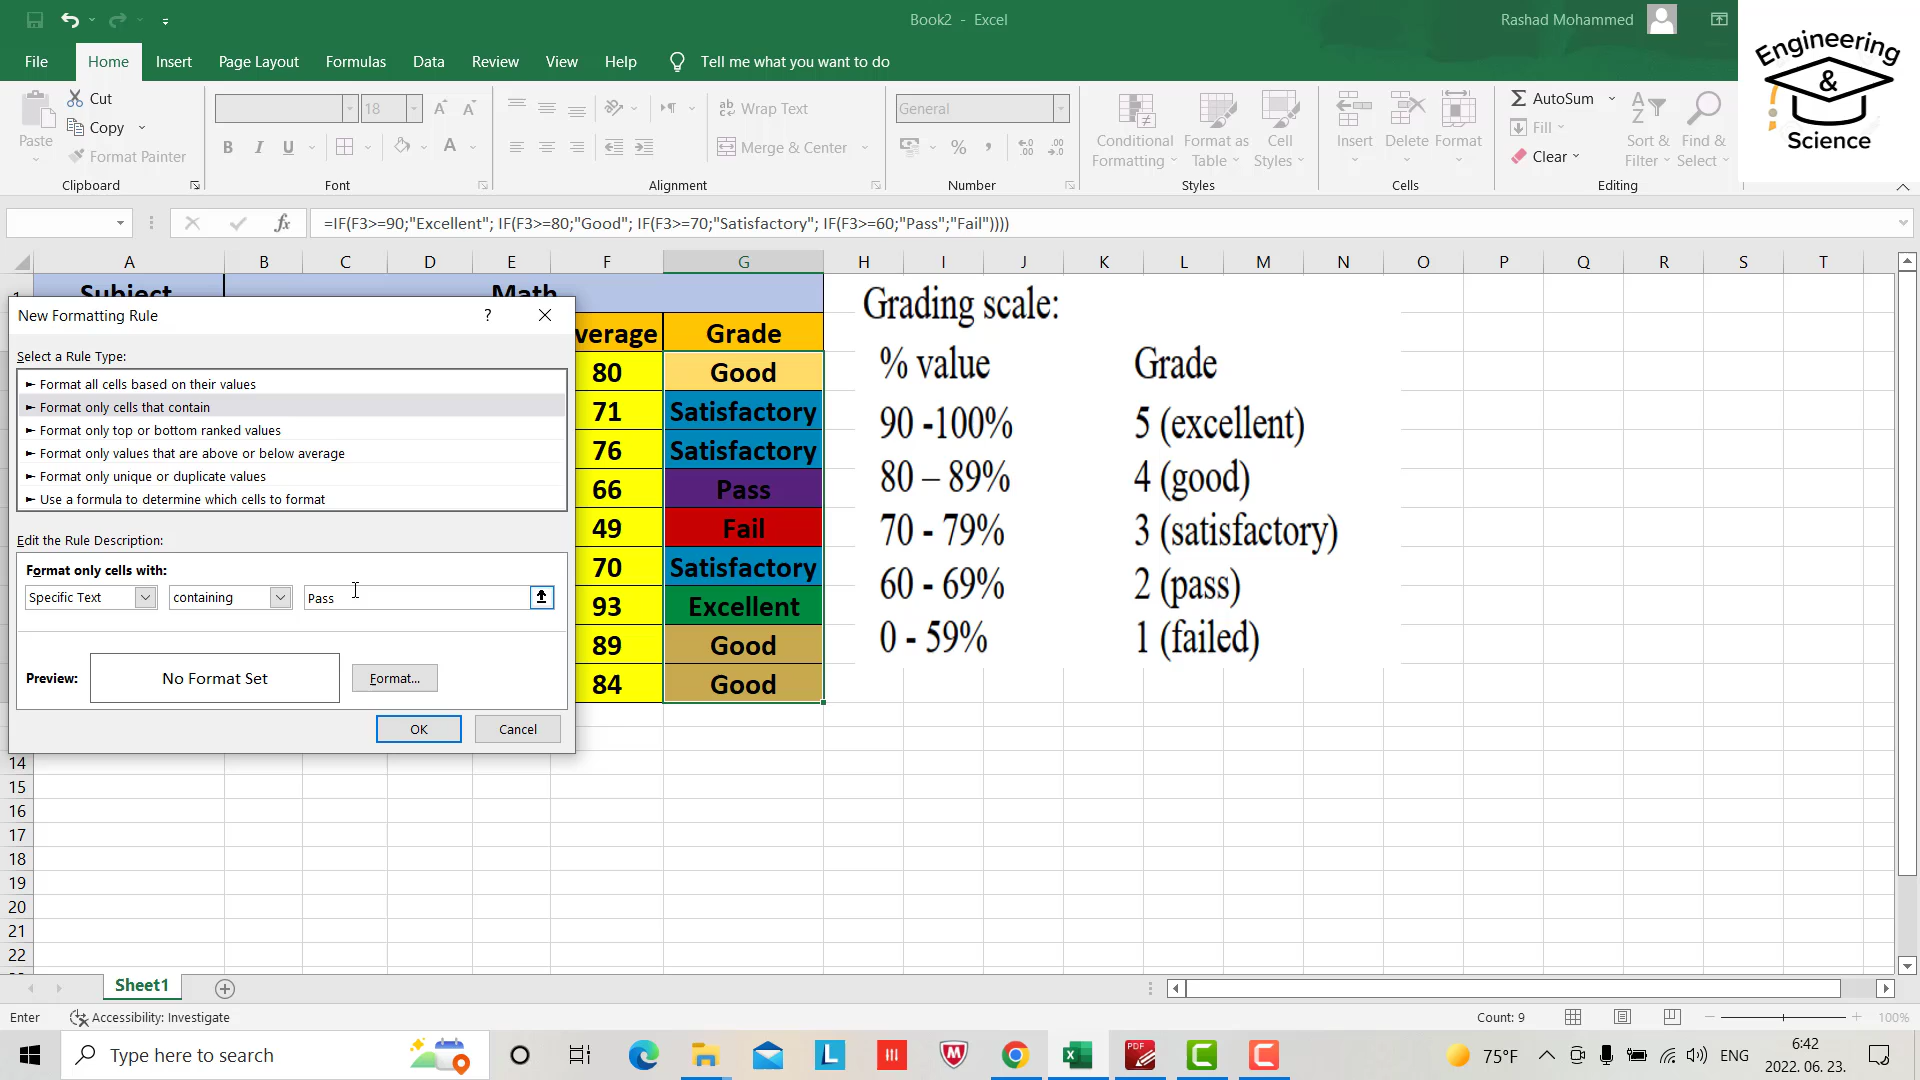 Book2 - Excel
Rashad Mohammed
Engineering
&
Science
File Home Insert Page Layout Formulas Data Review View Help Tell me what you want to do
Paste
Cut
Copy
Format Painter
Clipboard
18
Font
Wrap Text
Merge & Center
Alignment
General
Number
Conditional Formatting
Format as Table
Cell Styles
Styles
Insert Delete Format
Cells
AutoSum
Fill
Clear
Sort & Filter
Find & Select
Editing
=IF(F3>=90;"Excellent"; IF(F3>=80;"Good"; IF(F3>=70;"Satisfactory"; IF(F3>=60;"Pass";"Fail"))))
A B C D E F G H I J K L M N O P Q R S T
Subject Math
verage Grade
80 Good
71 Satisfactory
76 Satisfactory
66 Pass
49 Fail
70 Satisfactory
93 Excellent
89 Good
84 Good
Grading scale:
% value Grade
90 -100% 5 (excellent)
80 – 89% 4 (good)
70 - 79% 3 (satisfactory)
60 - 69% 2 (pass)
0 - 59% 1 (failed)
New Formatting Rule ?
Select a Rule Type:
► Format all cells based on their values
► Format only cells that contain
► Format only top or bottom ranked values
► Format only values that are above or below average
► Format only unique or duplicate values
► Use a formula to determine which cells to format
Edit the Rule Description:
Format only cells with:
Specific Text containing Pass
Preview: No Format Set Format...
OK Cancel
14
15
16
17
18
19
20
21
22
Sheet1
Enter Accessibility: Investigate Count: 9 100%
Type here to search
75°F ENG
6:42
2022. 06. 23.